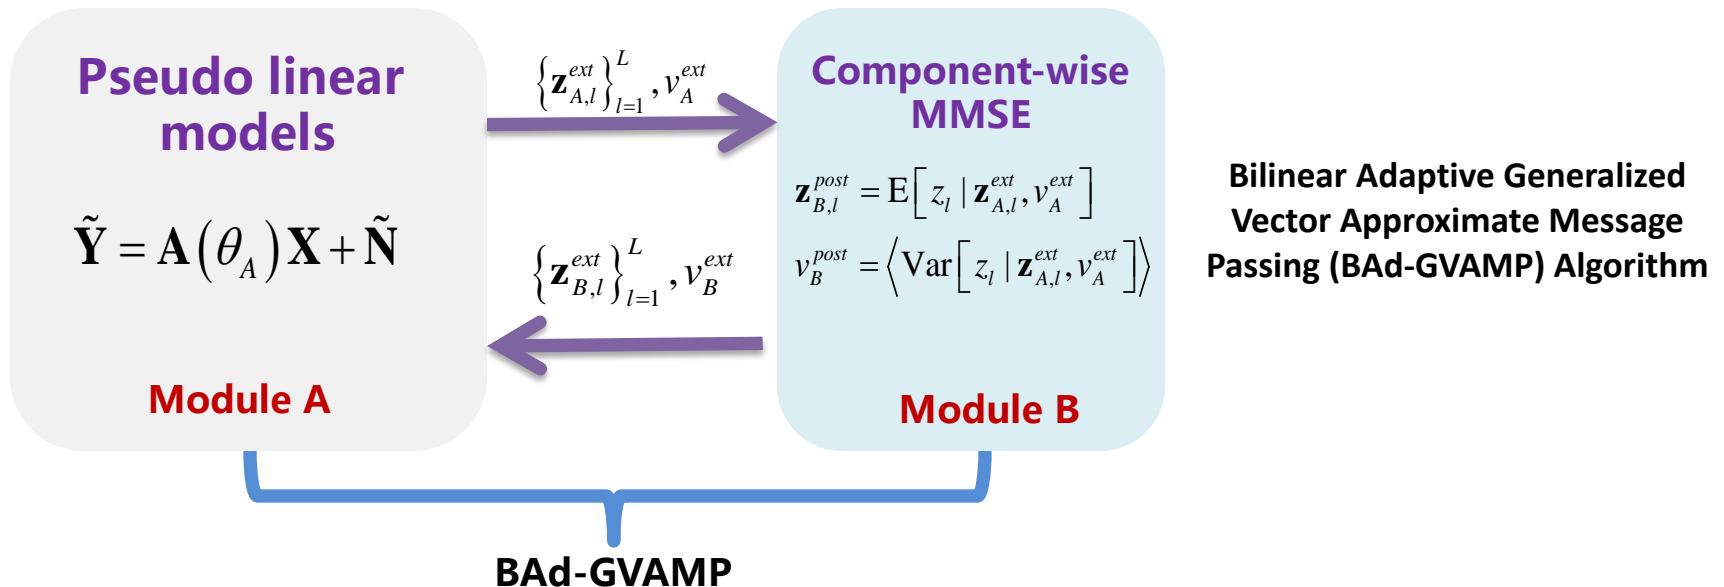 Pseudo linear
models
Ỹ = A(θ_A)X + Ñ
Module A
{z_{A,l}^{ext}}_{l=1}^{L}, v_A^{ext}
{z_{B,l}^{ext}}_{l=1}^{L}, v_B^{ext}
Component-wise
MMSE
z_{B,l}^{post} = E[z_l | z_{A,l}^{ext}, v_A^{ext}]
v_B^{post} = ⟨Var[z_l | z_{A,l}^{ext}, v_A^{ext}]⟩
Module B
Bilinear Adaptive Generalized
Vector Approximate Message
Passing (BAd-GVAMP) Algorithm
BAd-GVAMP